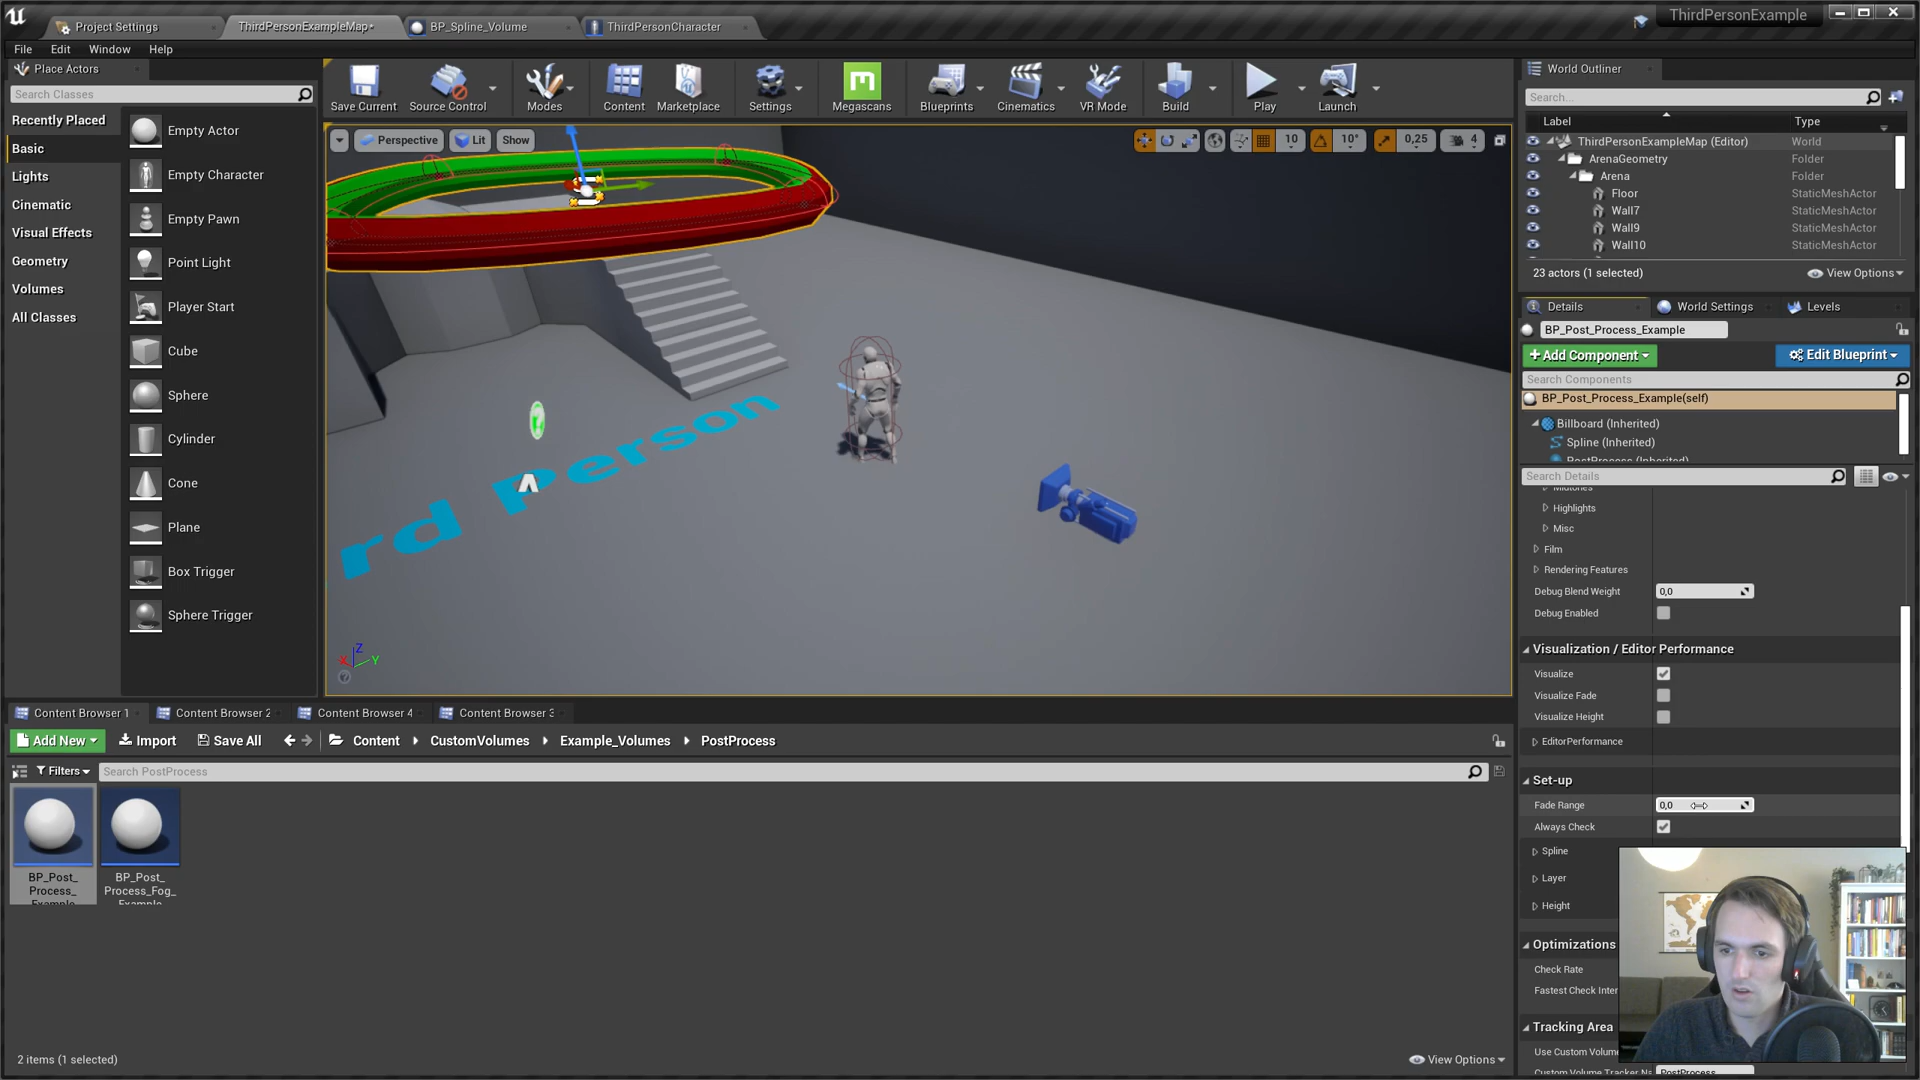 Project Settings
ThirdPersonExampleMap*
BP_Spline_Volume
ThirdPersonCharacter
ThirdPersonExample
File Edit Window Help
Place Actors
Search Classes
Recently Placed
Basic
Lights
Cinematic
Visual Effects
Geometry
Volumes
All Classes
Empty Actor
Empty Character
Empty Pawn
Point Light
Player Start
Cube
Sphere
Cylinder
Cone
Plane
Box Trigger
Sphere Trigger
Save Current
Source Control
Modes
Content
Marketplace
Settings
Megascans
Blueprints
Cinematics
VR Mode
Build
Play
Launch
Perspective
Lit
Show
10
10°
0,25
4
rd Person
Z
X
Y
World Outliner
Search...
Label Type
ThirdPersonExampleMap (Editor) World
ArenaGeometry Folder
Arena Folder
Floor StaticMeshActor
Wall7 StaticMeshActor
Wall9 StaticMeshActor
Wall10 StaticMeshActor
23 actors (1 selected)
View Options
Details
World Settings
Levels
BP_Post_Process_Example
+Add Component
Edit Blueprint
Search Components
BP_Post_Process_Example(self)
Billboard (Inherited)
Spline (Inherited)
PostProcess (Inherited)
Search Details
Midtones
Highlights
Misc
Film
Rendering Features
Debug Blend Weight 0,0
Debug Enabled
Visualization / Editor Performance
Visualize
Visualize Fade
Visualize Height
EditorPerformance
Set-up
Fade Range 0,0
Always Check
Spline
Layer
Height
Optimizations
Check Rate
Fastest Check Inter
Tracking Area
Use Custom Volume
Custom Volume Tracker Na PostProcess
Content Browser 1
Content Browser 2
Content Browser 4
Content Browser 3
Add New
Import
Save All
Content
CustomVolumes
Example_Volumes
PostProcess
Filters
Search PostProcess
BP_Post_
Process_
Example
BP_Post_
Process_Fog_
Example
2 items (1 selected)
View Options